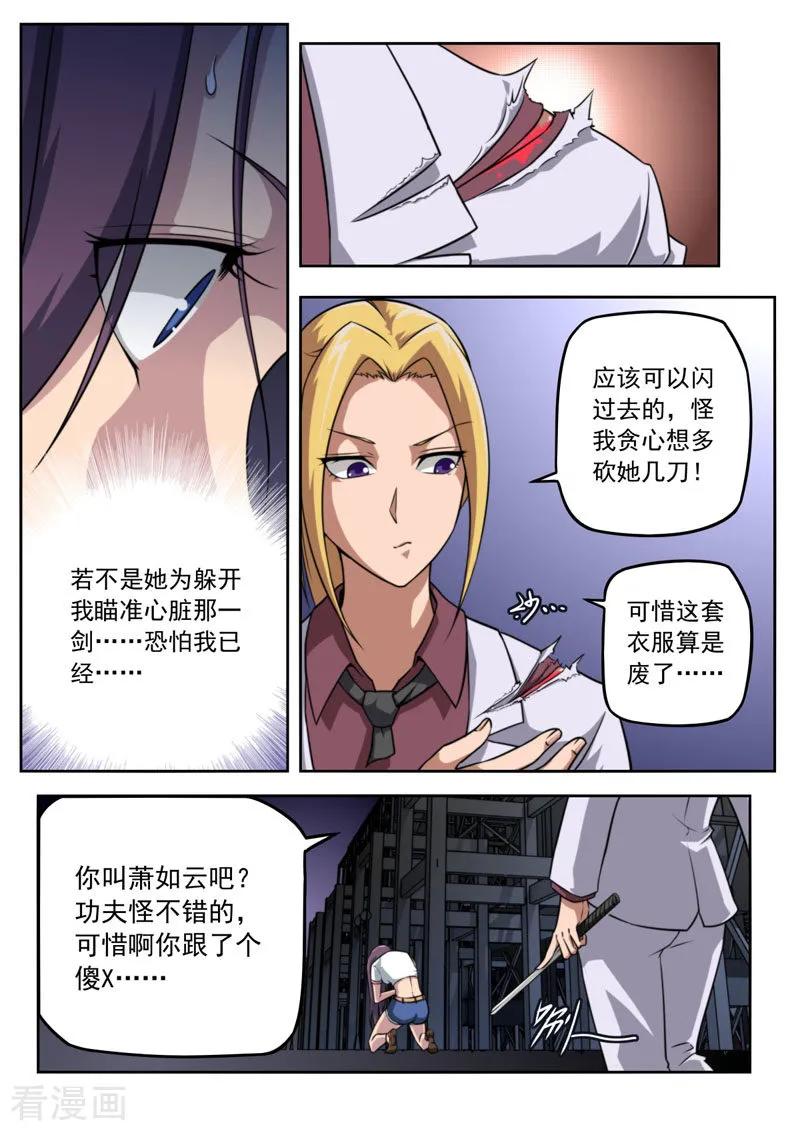 若不是她为躲开
我瞄准心脏那一
剑……恐怕我已
经……
应该可以闪
过去的，怪
我贪心想多
砍她几刀！
可惜这套
衣服算是
废了……
你叫萧如云吧？
功夫怪不错的，
可惜啊你跟了个
傻X……
看漫画